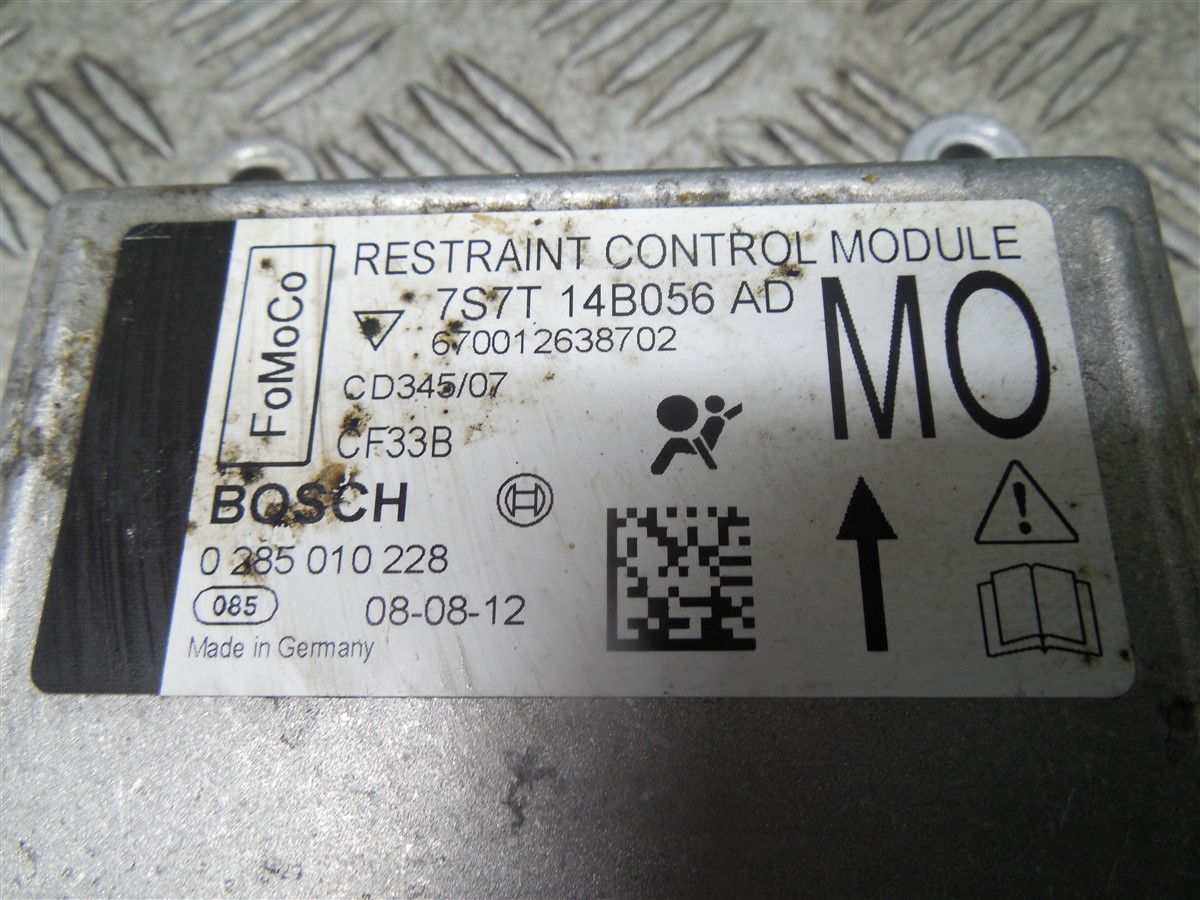 RESTRAINT CONTROL MODULE
FoMoCo
7S7T 14B056 AD
MO
670012638702
CD345/07
CF33B
BOSCH
0 285 010 228
085
08-08-12
Made in Germany